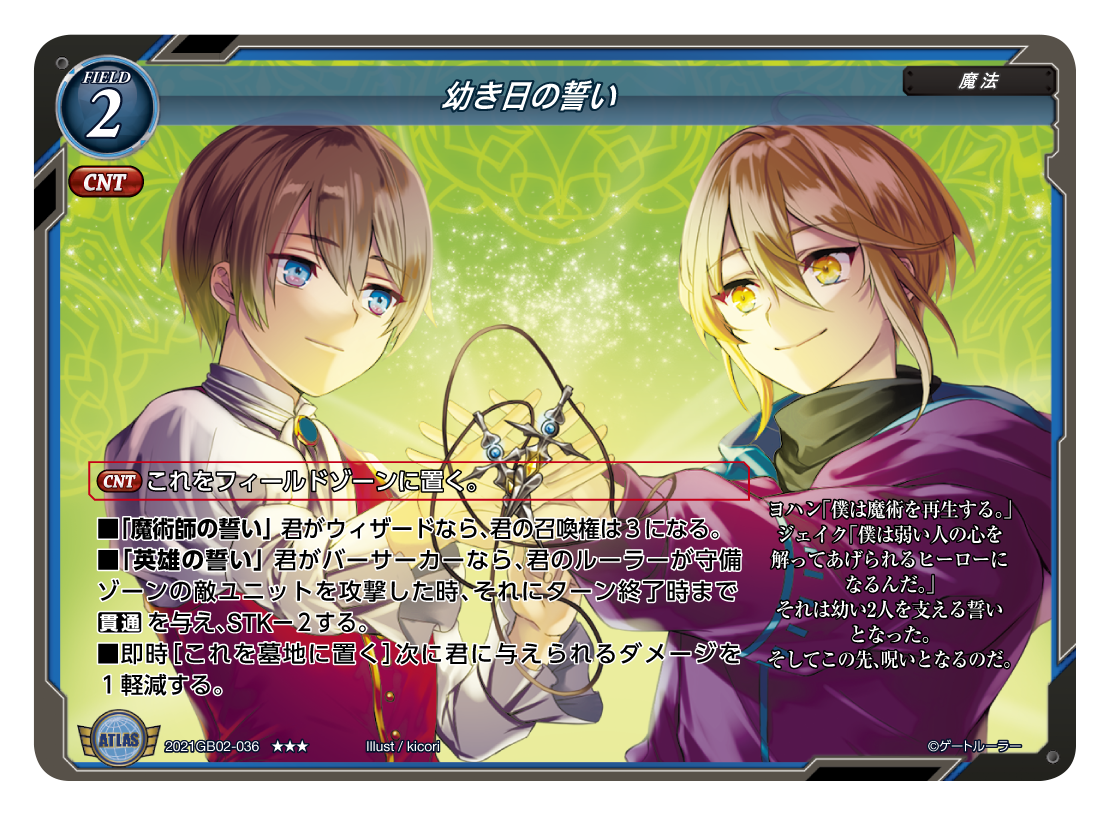 FIELD
2
幼き日の誓い
魔法
CNT
CNT これをフィールドゾーンに置く。
■「魔術師の誓い」君がウィザードなら、君の召喚権は3になる。
■「英雄の誓い」君がバーサーカーなら、君のルーラーが守備
ゾーンの敵ユニットを攻撃した時、それにターン終了時まで
貫通 を与え、STK－2する。
■即時[これを墓地に置く]次に君に与えられるダメージを
1軽減する。
ヨハン「僕は魔術を再生する。」
ジェイク「僕は弱い人の心を
解ってあげられるヒーローに
なるんだ。」
それは幼い2人を支える誓い
となった。
そしてこの先、呪いとなるのだ。
ATLAS
2021GB02-036 ★★★
Illust / kicori
©ゲートルーラー